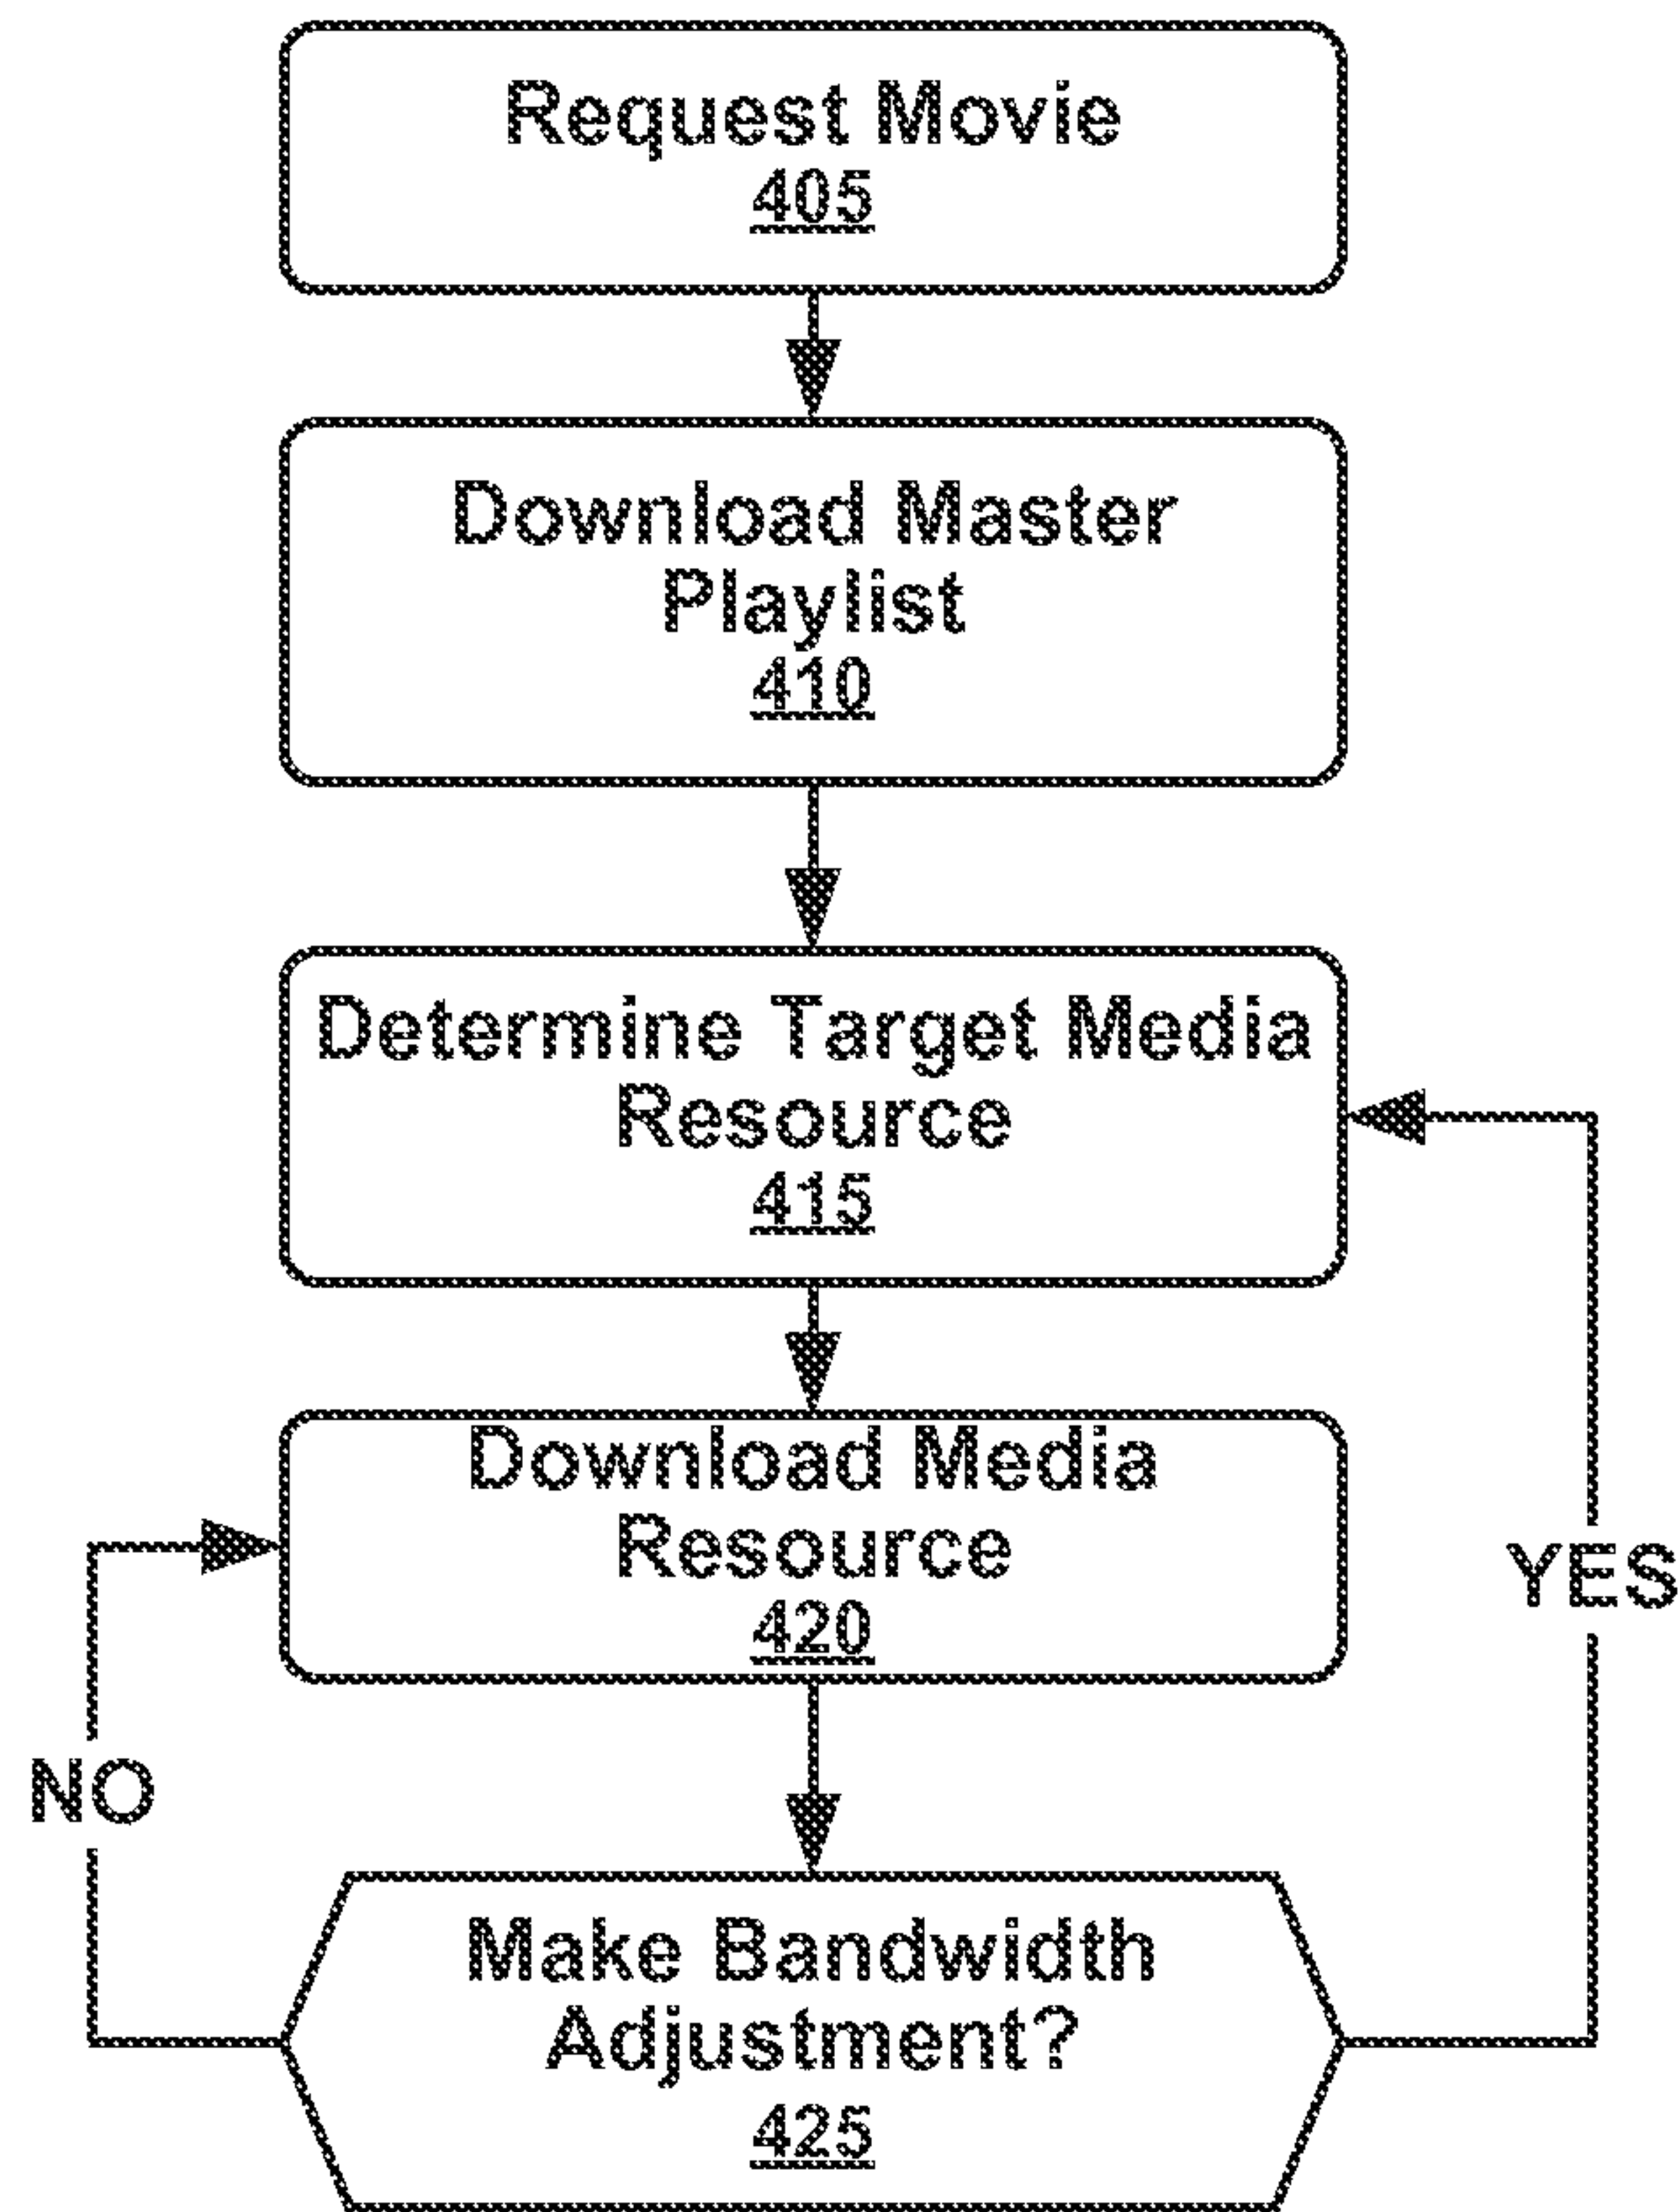 Request Movie
405
Download Master
Playlist
410
Determine Target Media
Resource
415
Download Media
Resource
420
YES
NO
Make Bandwidth
Adjustment?
425